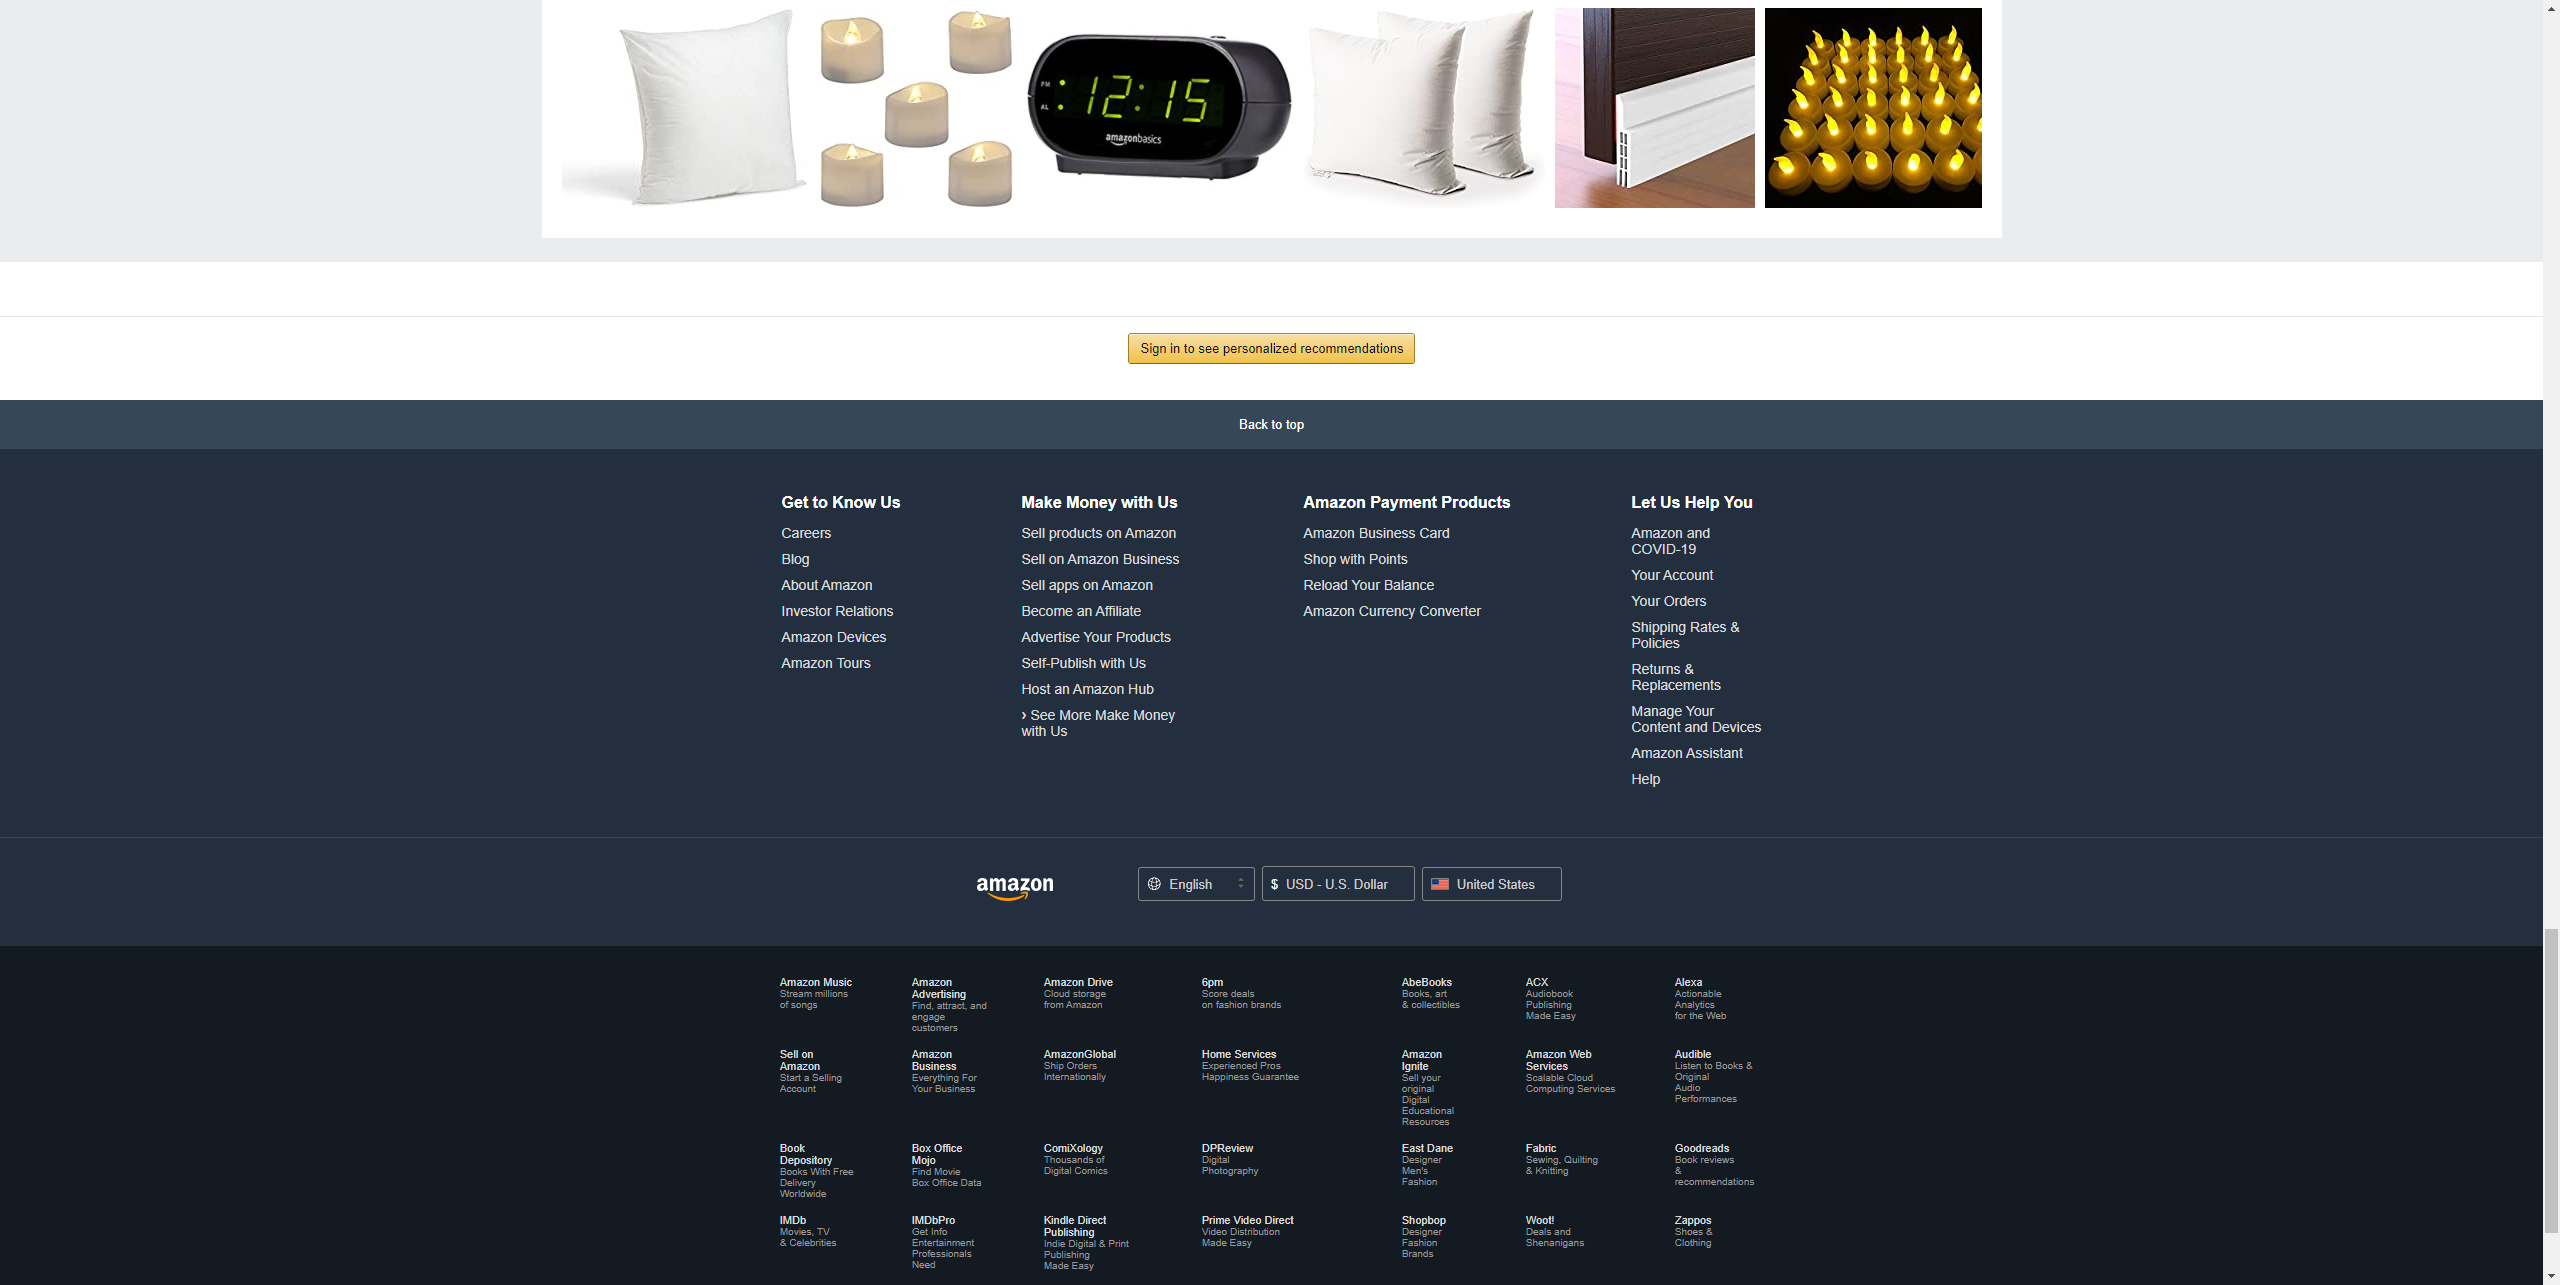 PM
AL
12:15
amazonbasics
Sign in to see personalized recommendations
Back to top
Get to Know Us
Careers
Blog
About Amazon
Investor Relations
Amazon Devices
Amazon Tours
Make Money with Us
Sell products on Amazon
Sell on Amazon Business
Sell apps on Amazon
Become an Affiliate
Advertise Your Products
Self-Publish with Us
Host an Amazon Hub
› See More Make Money
with Us
Amazon Payment Products
Amazon Business Card
Shop with Points
Reload Your Balance
Amazon Currency Converter
Let Us Help You
Amazon and
COVID-19
Your Account
Your Orders
Shipping Rates &
Policies
Returns &
Replacements
Manage Your
Content and Devices
Amazon Assistant
Help
amazon
English
$ USD - U.S. Dollar
United States
Amazon Music
Stream millions
of songs
Amazon
Advertising
Find, attract, and
engage
customers
Amazon Drive
Cloud storage
from Amazon
6pm
Score deals
on fashion brands
AbeBooks
Books, art
& collectibles
ACX
Audiobook
Publishing
Made Easy
Alexa
Actionable
Analytics
for the Web
Sell on
Amazon
Start a Selling
Account
Amazon
Business
Everything For
Your Business
AmazonGlobal
Ship Orders
Internationally
Home Services
Experienced Pros
Happiness Guarantee
Amazon
Ignite
Sell your
original
Digital
Educational
Resources
Amazon Web
Services
Scalable Cloud
Computing Services
Audible
Listen to Books &
Original
Audio
Performances
Book
Depository
Books With Free
Delivery
Worldwide
Box Office
Mojo
Find Movie
Box Office Data
ComiXology
Thousands of
Digital Comics
DPReview
Digital
Photography
East Dane
Designer
Men's
Fashion
Fabric
Sewing, Quilting
& Knitting
Goodreads
Book reviews
&
recommendations
IMDb
Movies, TV
& Celebrities
IMDbPro
Get Info
Entertainment
Professionals
Need
Kindle Direct
Publishing
Indie Digital & Print
Publishing
Made Easy
Prime Video Direct
Video Distribution
Made Easy
Shopbop
Designer
Fashion
Brands
Woot!
Deals and
Shenanigans
Zappos
Shoes &
Clothing